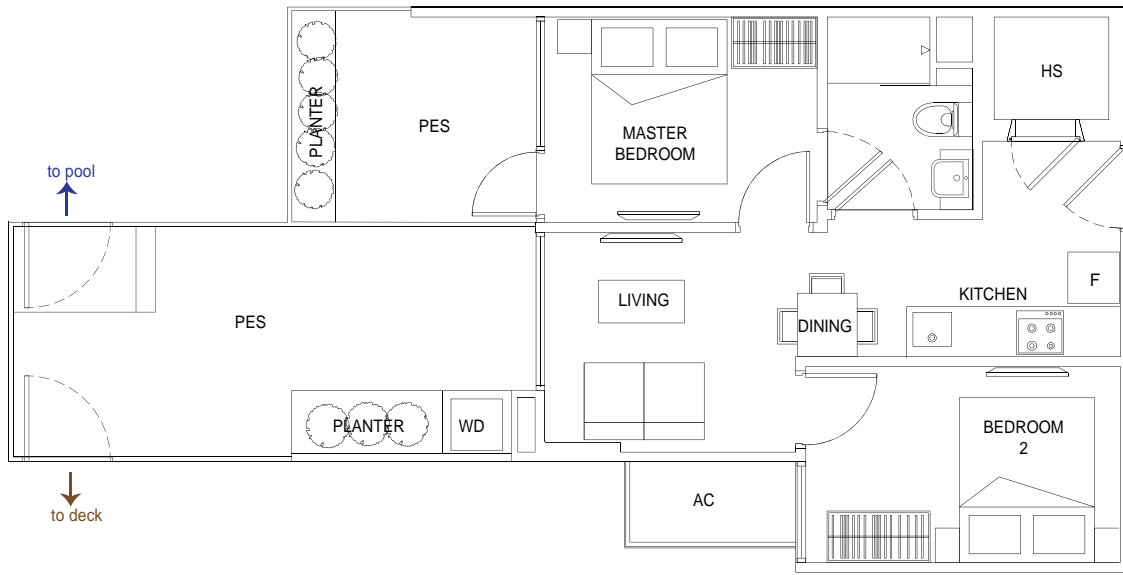 HS
PES
PLANTER
MASTER
BEDROOM
to pool
F
KITCHEN
LIVING
DINING
PES
PLANTER
WD
BEDROOM
2
AC
to deck